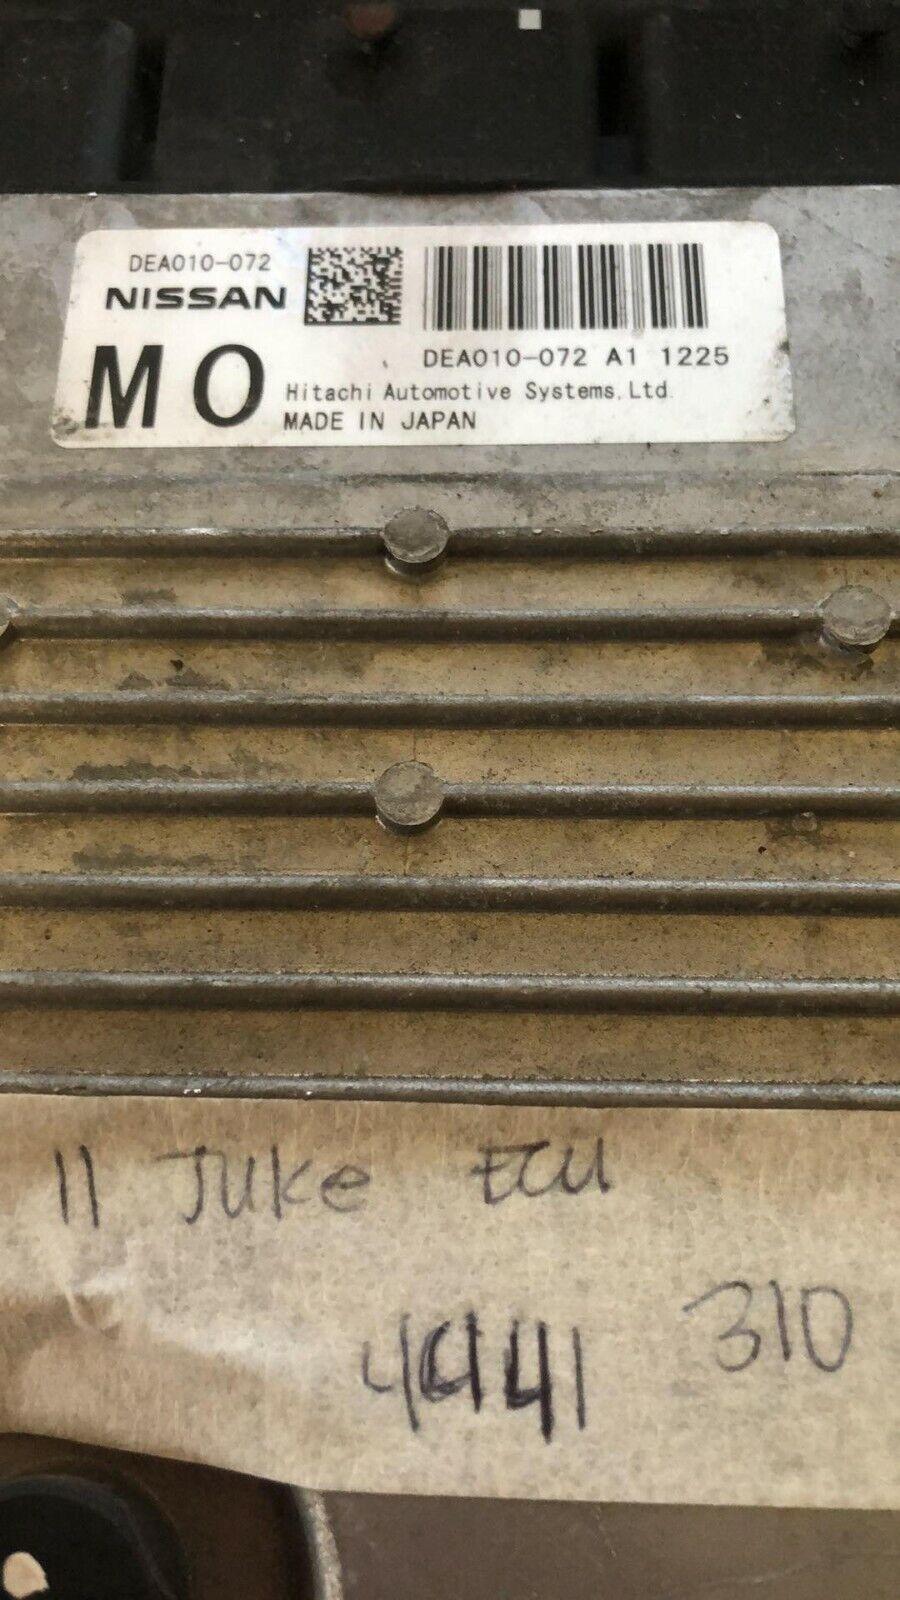 DEA010-072
NISSAN
MO
DEA010-072 A1 1225
Hitachi Automotive Systems, Ltd.
MADE IN JAPAN
11 Juke ECU
310